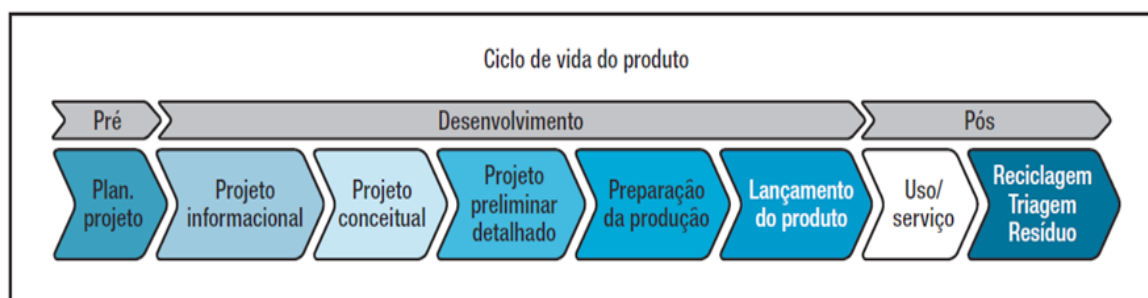 Ciclo de vida do produto
Pré
Desenvolvimento
Pós
Plan.
projeto
Projeto
informacional
Projeto
conceitual
Projeto
preliminar
detalhado
Preparação
da produção
Lançamento
do produto
Uso/
serviço
Reciclagem
Triagem
Resíduo